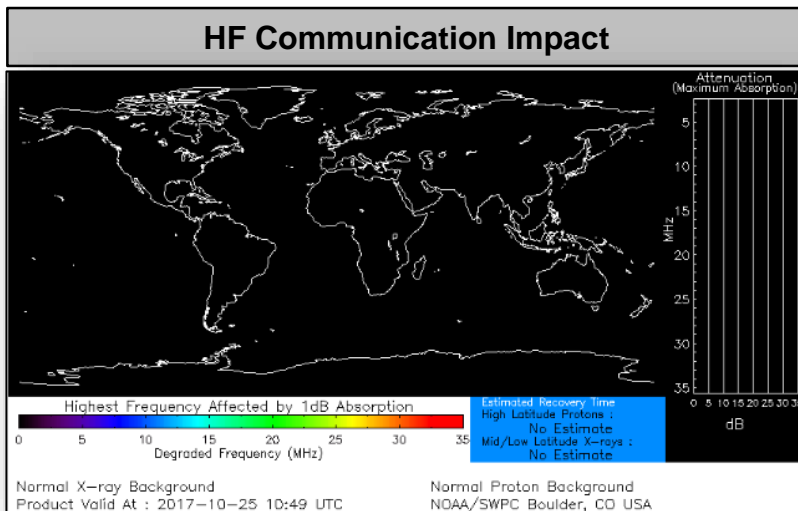 HF Communication Impact
Attenuation
(Maximum Absorption)
5
10
15
20
25
30
35
MHz
0 5 10 15 20 25 30 35
dB
Highest Frequency Affected by 1dB Absorption
0 5 10 15 20 25 30 35
Degraded Frequency (MHz)
Estimated Recovery Time
High Latitude Protons :
No Estimate
Mid/Low Latitude X-rays :
No Estimate
Normal X-ray Background
Normal Proton Background
Product Valid At : 2017-10-25 10:49 UTC
NOAA/SWPC Boulder, CO USA